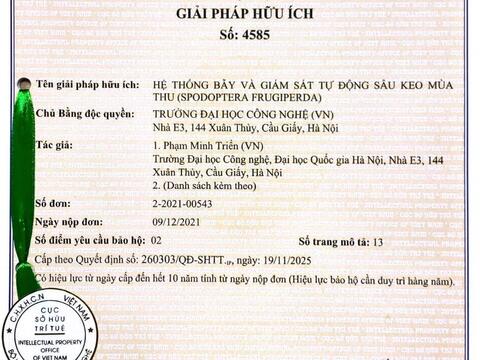 GIẢI PHÁP HỮU ÍCH
Số: 4585
Tên giải pháp hữu ích: HỆ THỐNG BẪY VÀ GIÁM SÁT TỰ ĐỘNG SÂU KEO MÙA
THU (SPODOPTERA FRUGIPERDA)
Chủ Bằng độc quyền: TRƯỜNG ĐẠI HỌC CÔNG NGHỆ (VN)
Nhà E3, 144 Xuân Thủy, Cầu Giấy, Hà Nội
Tác giả: 1. Phạm Minh Triển (VN)
Trường Đại học Công nghệ, Đại học Quốc gia Hà Nội, Nhà E3, 144
Xuân Thủy, Cầu Giấy, Hà Nội
2. (Danh sách kèm theo)
Số đơn: 2-2021-00543
Ngày nộp đơn: 09/12/2021
Số điểm yêu cầu bảo hộ: 02 Số trang mô tả: 13
Cấp theo Quyết định số: 260303/QĐ-SHTT.-IP, ngày: 19/11/2025
Có hiệu lực từ ngày cấp đến hết 10 năm tính từ ngày nộp đơn (Hiệu lực bảo hộ cần duy trì hàng năm).
C.H.X.H.C.N VIỆT NAM
CỤC
SỞ HỮU
TRÍ TUỆ
INTELLECTUAL PROPERTY
OFFICE
OF VIET NAM